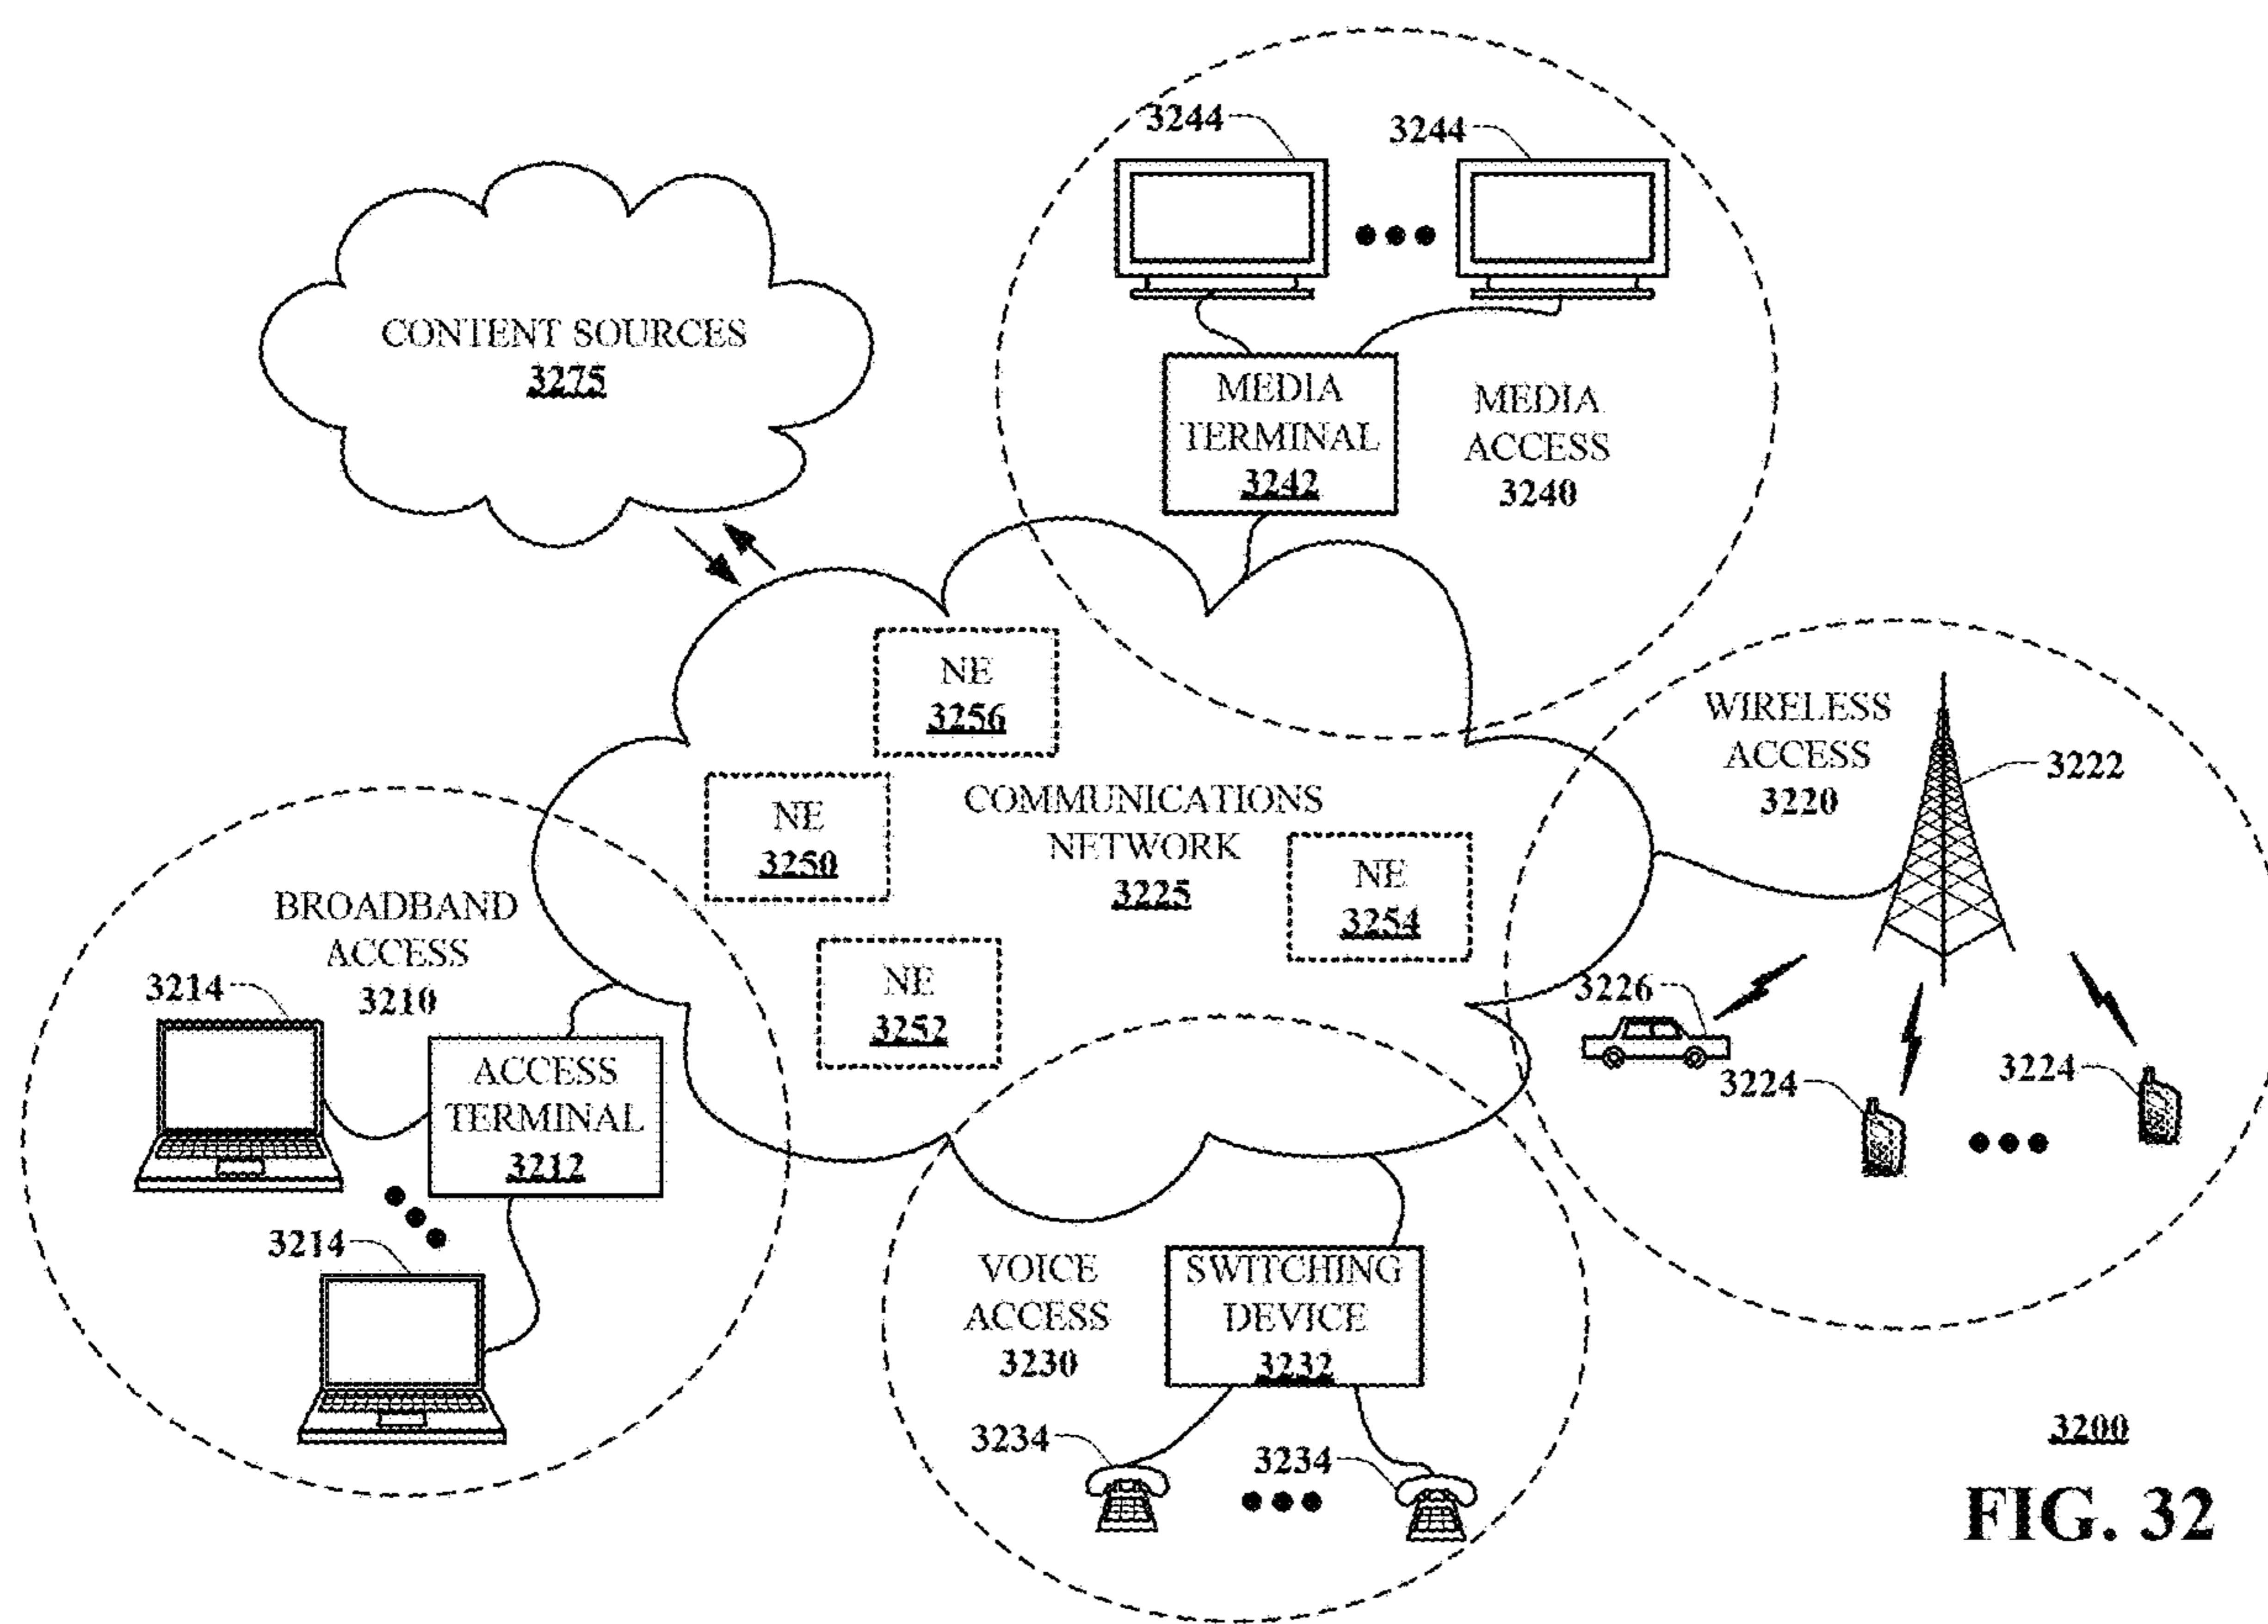 3244
3244
CONTENT SOURCES
3275
MEDIA
TERMINAL
3242
MEDIA
ACCESS
3240
NE
3256
WIRELESS
ACCESS
3220
3222
NE
3250
COMMUNICATIONS
NETWORK
3225
NE
3254
BROADBAND
ACCESS
3210
3214
NE
3252
3226
ACCESS
TERMINAL
3212
3224
3224
3214
VOICE
ACCESS
3230
SWITCHING
DEVICE
3232
3234
3234
3200
FIG. 32